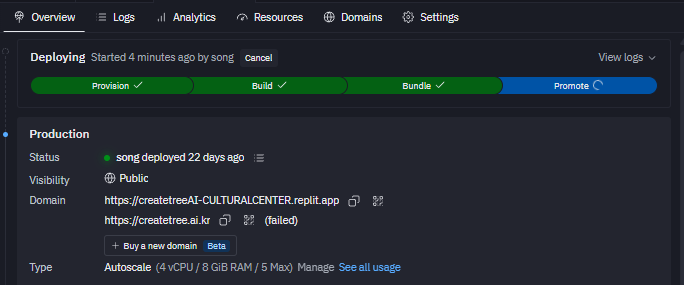 Overview Logs Analytics Resources Domains Settings
Deploying Started 4 minutes ago by song Cancel View logs
Provision Build Bundle Promote
Production
Status song deployed 22 days ago
Visibility Public
Domain https://createtreeAI-CULTURALCENTER.replit.app
https://createtree.ai.kr (failed)
+ Buy a new domain Beta
Type Autoscale (4 vCPU / 8 GiB RAM / 5 Max) Manage See all usage